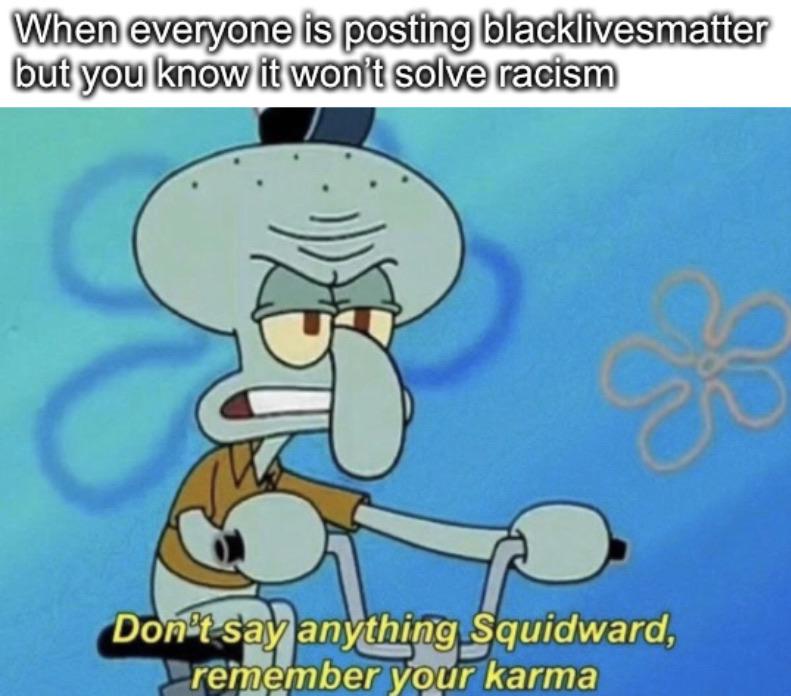 When everyone is posting blacklivesmatter
but you know it won't solve racism
Don't say anything Squidward,
remember your karma